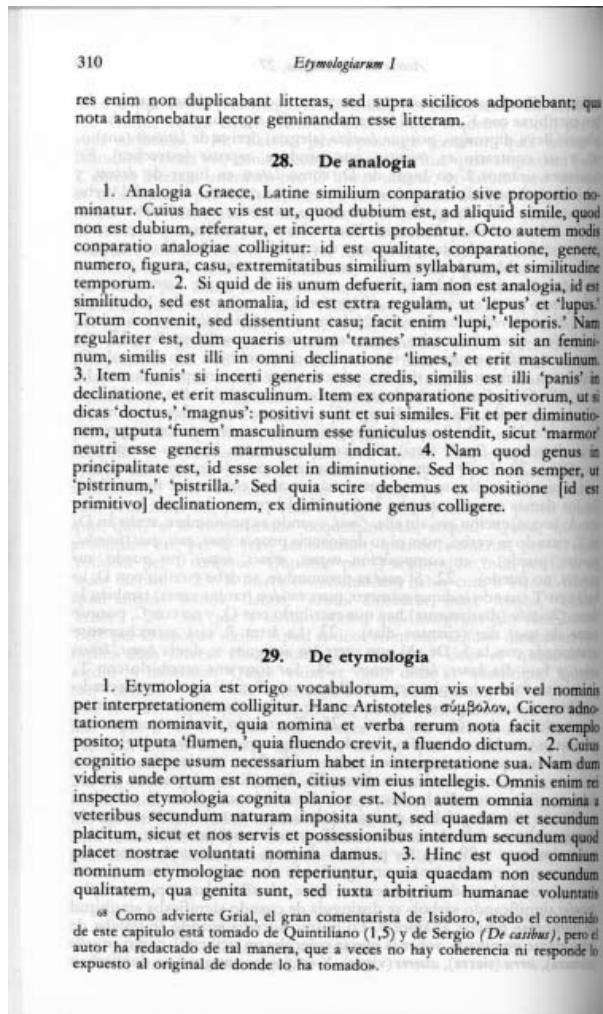 310
Etymologiarum I
res enim non duplicabant litteras, sed supra sicilicos adponebant; qua
nota admonebatur lector geminandam esse litteram.
28. De analogia
1. Analogia Graece, Latine similium conparatio sive proportio no-
minatur. Cuius haec vis est ut, quod dubium est, ad aliquid simile, quod
non est dubium, referatur, et incerta certis probentur. Octo autem modis
conparatio analogiae colligitur: id est qualitate, conparatione, genere,
numero, figura, casu, extremitatibus similium syllabarum, et similitudine
temporum. 2. Si quid de iis unum defuerit, iam non est analogia, id est
similitudo, sed est anomalia, id est extra regulam, ut ‘lepus’ et ‘lupus.’
Totum convenit, sed dissentiunt casu; facit enim ‘lupi,’ ‘leporis.’ Nam
regulariter est, dum quaeris utrum ‘trames’ masculinum sit an femini-
num, similis est illi in omni declinatione ‘limes,’ et erit masculinum.
3. Item ‘funis’ si incerti generis esse credis, similis est illi ‘panis’ in
declinatione, et erit masculinum. Item ex conparatione positivorum, ut si
dicas ‘doctus,’ ‘magnus’: positivi sunt et sui similes. Fit et per diminutio-
nem, utputa ‘funem’ masculinum esse funiculus ostendit, sicut ‘marmor’
neutri esse generis marmusculum indicat. 4. Nam quod genus in
principalitate est, id esse solet in diminutione. Sed hoc non semper, ut
‘pistrinum,’ ‘pistrilla.’ Sed quia scire debemus ex positione [id est
primitivo] declinationem, ex diminutione genus colligere.
29. De etymologia
1. Etymologia est origo vocabulorum, cum vis verbi vel nominis
per interpretationem colligitur. Hanc Aristoteles σύμβολον, Cicero adno-
tationem nominavit, quia nomina et verba rerum nota facit exemplo
posito; utputa ‘flumen,’ quia fluendo crevit, a fluendo dictum. 2. Cuius
cognitio saepe usum necessarium habet in interpretatione sua. Nam dum
videris unde ortum est nomen, citius vim eius intellegis. Omnis enim rei
inspectio etymologia cognita planior est. Non autem omnia nomina a
veteribus secundum naturam inposita sunt, sed quaedam et secundum
placitum, sicut et nos servis et possessionibus interdum secundum quod
placet nostrae voluntati nomina damus. 3. Hinc est quod omnium
nominum etymologiae non reperiuntur, quia quaedam non secundum
qualitatem, qua genita sunt, sed iuxta arbitrium humanae voluntatis
68 Como advierte Grial, el gran comentarista de Isidoro, «todo el contenido
de este capítulo está tomado de Quintiliano (1,5) y de Sergio (De casibus), pero el
autor ha redactado de tal manera, que a veces no hay coherencia ni responde lo
expuesto al original de donde lo ha tomado».